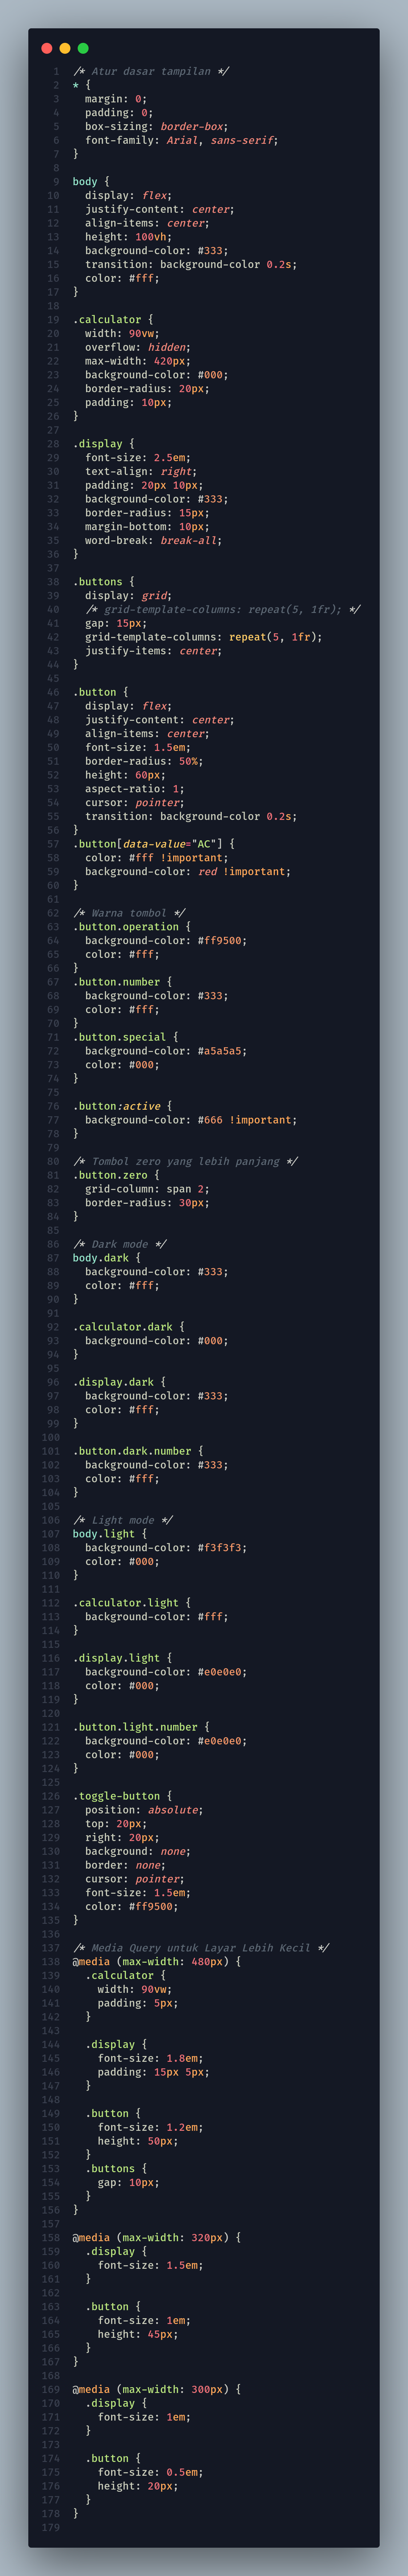 1 /* Atur dasar tampilan */
2 * {
3   margin: 0;
4   padding: 0;
5   box-sizing: border-box;
6   font-family: Arial, sans-serif;
7 }
8
9 body {
10   display: flex;
11   justify-content: center;
12   align-items: center;
13   height: 100vh;
14   background-color: #333;
15   transition: background-color 0.2s;
16   color: #fff;
17 }
18
19 .calculator {
20   width: 90vw;
21   overflow: hidden;
22   max-width: 420px;
23   background-color: #000;
24   border-radius: 20px;
25   padding: 10px;
26 }
27
28 .display {
29   font-size: 2.5em;
30   text-align: right;
31   padding: 20px 10px;
32   background-color: #333;
33   border-radius: 15px;
34   margin-bottom: 10px;
35   word-break: break-all;
36 }
37
38 .buttons {
39   display: grid;
40   /* grid-template-columns: repeat(5, 1fr); */
41   gap: 15px;
42   grid-template-columns: repeat(5, 1fr);
43   justify-items: center;
44 }
45
46 .button {
47   display: flex;
48   justify-content: center;
49   align-items: center;
50   font-size: 1.5em;
51   border-radius: 50%;
52   height: 60px;
53   aspect-ratio: 1;
54   cursor: pointer;
55   transition: background-color 0.2s;
56 }
57 .button[data-value="AC"] {
58   color: #fff !important;
59   background-color: red !important;
60 }
61
62 /* Warna tombol */
63 .button.operation {
64   background-color: #ff9500;
65   color: #fff;
66 }
67 .button.number {
68   background-color: #333;
69   color: #fff;
70 }
71 .button.special {
72   background-color: #a5a5a5;
73   color: #000;
74 }
75
76 .button:active {
77   background-color: #666 !important;
78 }
79
80 /* Tombol zero yang lebih panjang */
81 .button.zero {
82   grid-column: span 2;
83   border-radius: 30px;
84 }
85
86 /* Dark mode */
87 body.dark {
88   background-color: #333;
89   color: #fff;
90 }
91
92 .calculator.dark {
93   background-color: #000;
94 }
95
96 .display.dark {
97   background-color: #333;
98   color: #fff;
99 }
100
101 .button.dark.number {
102   background-color: #333;
103   color: #fff;
104 }
105
106 /* Light mode */
107 body.light {
108   background-color: #f3f3f3;
109   color: #000;
110 }
111
112 .calculator.light {
113   background-color: #fff;
114 }
115
116 .display.light {
117   background-color: #e0e0e0;
118   color: #000;
119 }
120
121 .button.light.number {
122   background-color: #e0e0e0;
123   color: #000;
124 }
125
126 .toggle-button {
127   position: absolute;
128   top: 20px;
129   right: 20px;
130   background: none;
131   border: none;
132   cursor: pointer;
133   font-size: 1.5em;
134   color: #ff9500;
135 }
136
137 /* Media Query untuk Layar Lebih Kecil */
138 @media (max-width: 480px) {
139   .calculator {
140     width: 90vw;
141     padding: 5px;
142   }
143
144   .display {
145     font-size: 1.8em;
146     padding: 15px 5px;
147   }
148
149   .button {
150     font-size: 1.2em;
151     height: 50px;
152   }
153   .buttons {
154     gap: 10px;
155   }
156 }
157
158 @media (max-width: 320px) {
159   .display {
160     font-size: 1.5em;
161   }
162
163   .button {
164     font-size: 1em;
165     height: 45px;
166   }
167 }
168
169 @media (max-width: 300px) {
170   .display {
171     font-size: 1em;
172   }
173
174   .button {
175     font-size: 0.5em;
176     height: 20px;
177   }
178 }
179